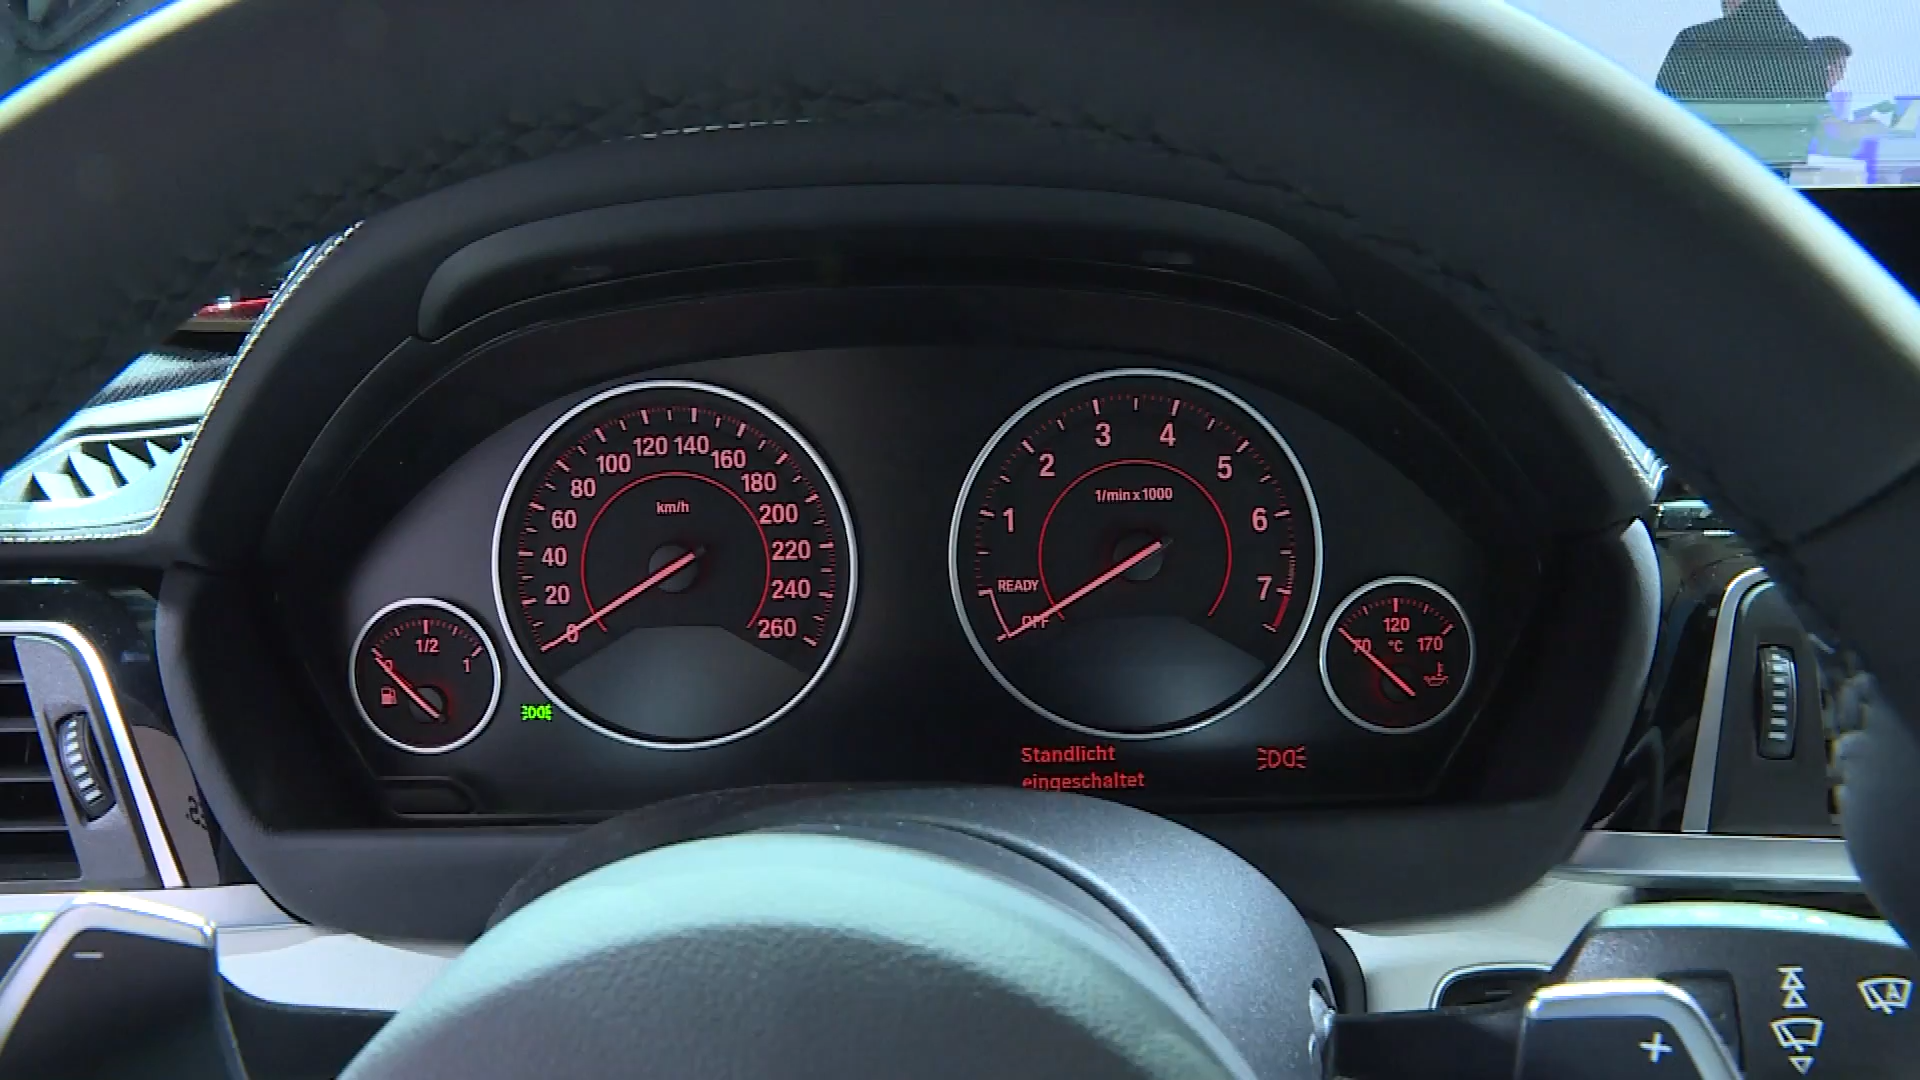 120 140
100 160
80 180
60 200
40 220
20 240
0 260
km/h
3 4
2 5
1 6
7
1/min x 1000
READY
OFF
1/2
0 1
120
70 °C 170
Standlicht
eingeschaltet
−
+
A